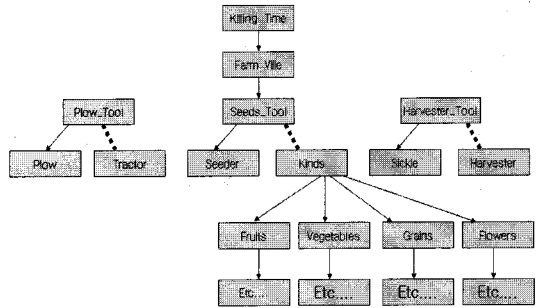 Killing_Time
Farm_Ville
Plow_Tool
Seeds_Tool
Harvester_Tool
Plow
Tractor
Seeder
Kinds
Sickle
Harvester
Fruits
Vegetables
Grains
Flowers
Etc....
Etc.....
Etc....
Etc....